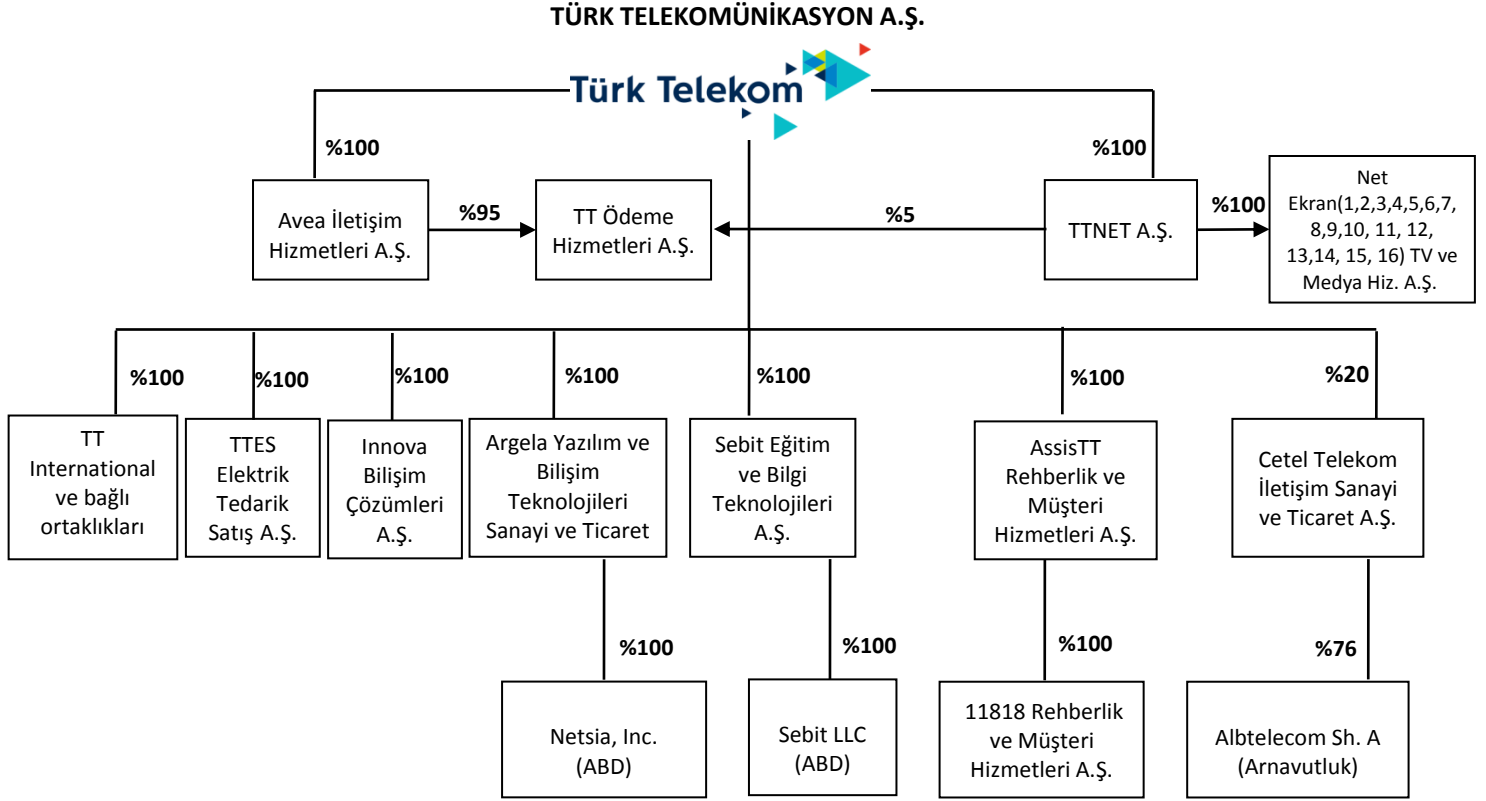 TÜRK TELEKOMÜNİKASYON A.Ş.
Türk Telekom
%100
%100
Avea İletişim
Hizmetleri A.Ş.
%95
TT Ödeme
Hizmetleri A.Ş.
%5
TTNET A.Ş.
%100
Net
Ekran(1,2,3,4,5,6,7,
8,9,10, 11, 12,
13,14, 15, 16) TV ve
Medya Hiz. A.Ş.
%100
%100
%100
%100
%100
%100
%20
TT
International
ve bağlı
ortaklıkları
TTES
Elektrik
Tedarik
Satış A.Ş.
Innova
Bilişim
Çözümleri
A.Ş.
Argela Yazılım ve
Bilişim
Teknolojileri
Sanayi ve Ticaret
Sebit Eğitim
ve Bilgi
Teknolojileri
A.Ş.
AssisTT
Rehberlik ve
Müşteri
Hizmetleri A.Ş.
Cetel Telekom
İletişim Sanayi
ve Ticaret A.Ş.
%100
%100
%100
%76
Netsia, Inc.
(ABD)
Sebit LLC
(ABD)
11818 Rehberlik
ve Müşteri
Hizmetleri A.Ş.
Albtelecom Sh. A
(Arnavutluk)